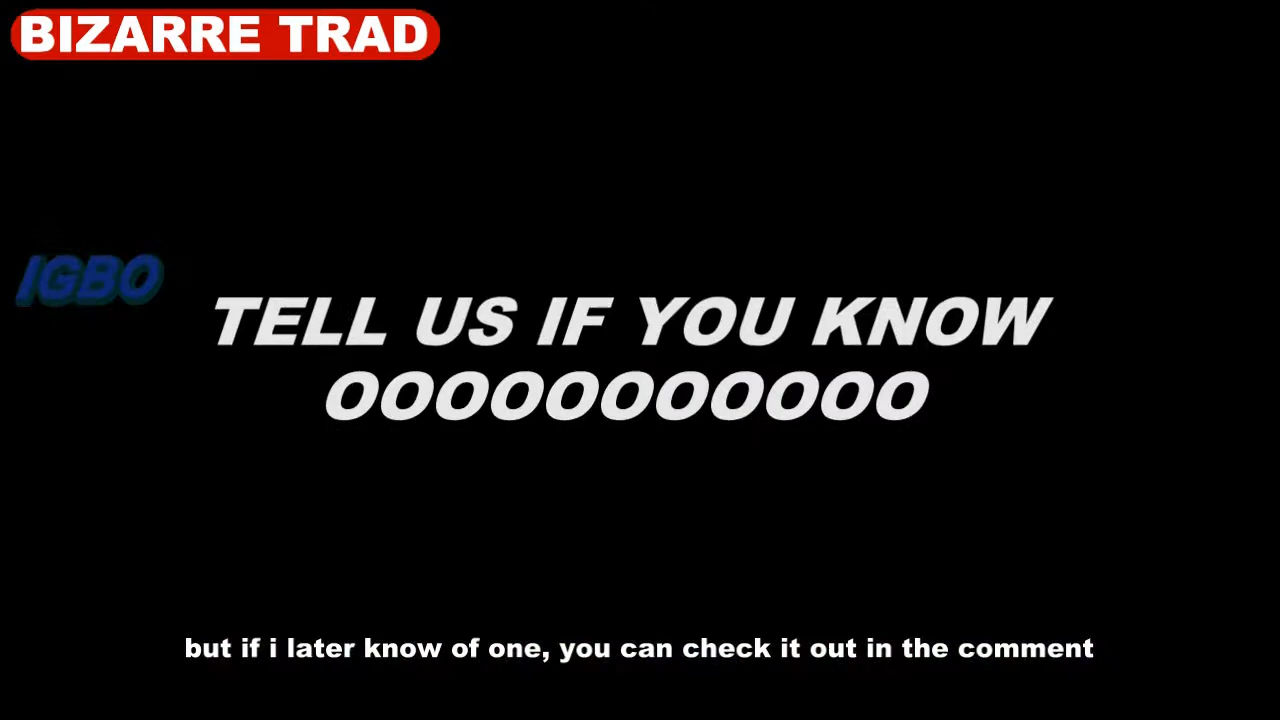 BIZARRE TRAD
IGBO
TELL US IF YOU KNOW
OOOOOOOOOOO
but if i later know of one, you can check it out in the comment